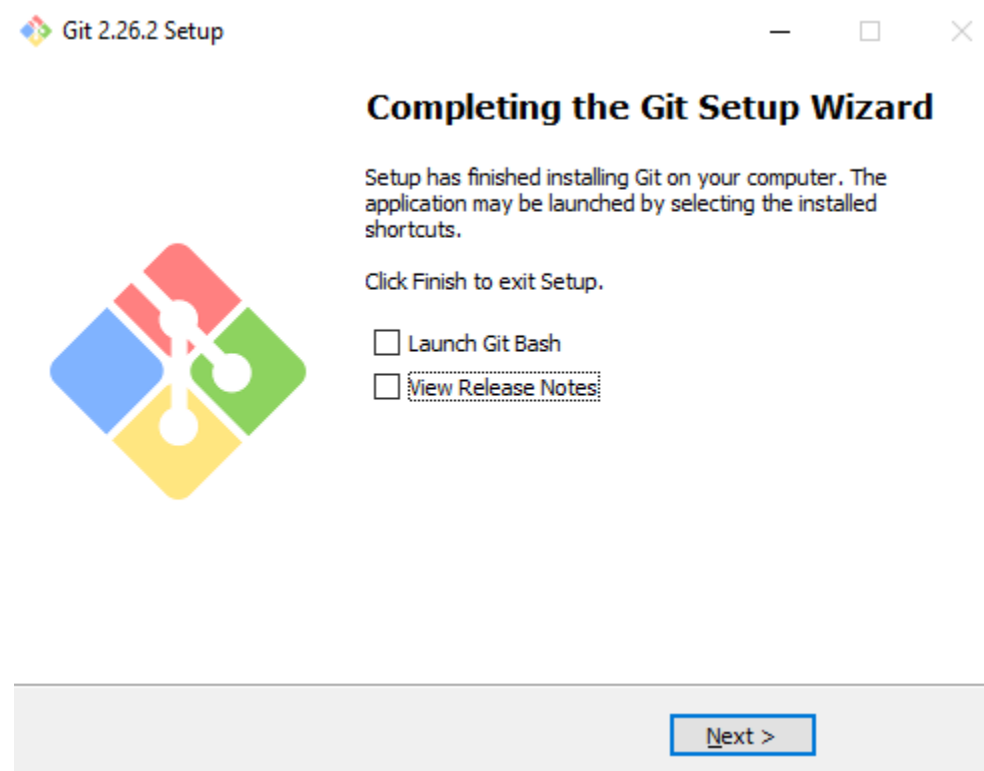 Git 2.26.2 Setup
Completing the Git Setup Wizard
Setup has finished installing Git on your computer. The
application may be launched by selecting the installed
shortcuts.
Click Finish to exit Setup.
Launch Git Bash
View Release Notes
Next >